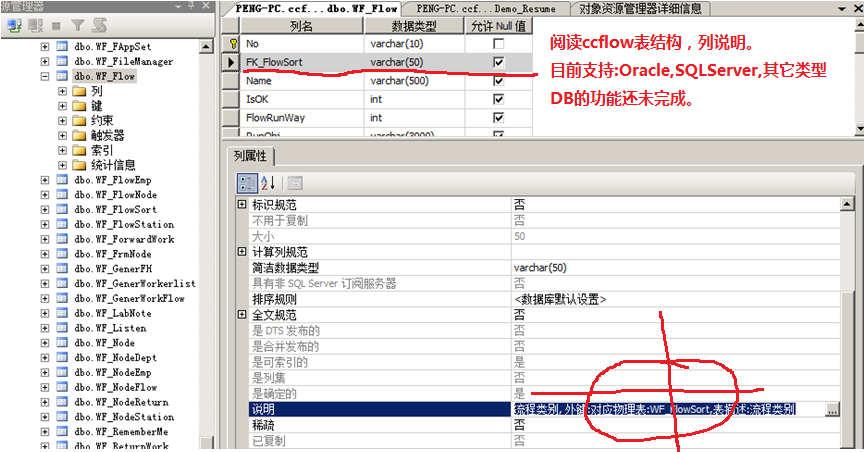 源管理器
dbo.WF_FAppSet
dbo.WF_FileManager
dbo.WF_Flow
列
键
约束
触发器
索引
统计信息
dbo.WF_FlowEmp
dbo.WF_FlowNode
dbo.WF_FlowSort
dbo.WF_FlowStation
dbo.WF_ForwardWork
dbo.WF_FrmNode
dbo.WF_GenerFH
dbo.WF_GenerWorkerlist
dbo.WF_GenerWorkFlow
dbo.WF_LabNote
dbo.WF_Listen
dbo.WF_Node
dbo.WF_NodeDept
dbo.WF_NodeEmp
dbo.WF_NodeFlow
dbo.WF_NodeReturn
dbo.WF_NodeStation
dbo.WF_RememberMe
dbo.WF_ReturnWork
PENG-PC.ccf...dbo.WF_Flow PENG-PC.ccf...Demo_Resume 对象资源管理器详细信息
列名 数据类型 允许 Null 值
No varchar(10)
FK_FlowSort varchar(50)
Name varchar(500)
IsOK int
FlowRunWay int
RunObj varchar(3000)
阅读ccflow表结构，列说明。
目前支持:Oracle,SQLServer,其它类型
DB的功能还未完成。
列属性
标识规范 否
不用于复制 否
大小 50
计算列规范
简洁数据类型 varchar(50)
具有非 SQL Server 订阅服务器 否
排序规则 <数据库默认设置>
全文规范 否
是 DTS 发布的 否
是合并发布的 否
是可索引的 是
是列集 否
是确定的 是
说明 流程类别,外键:对应物理表:WF_FlowSort,表描述:流程类别 ...
稀疏 否
已复制 否